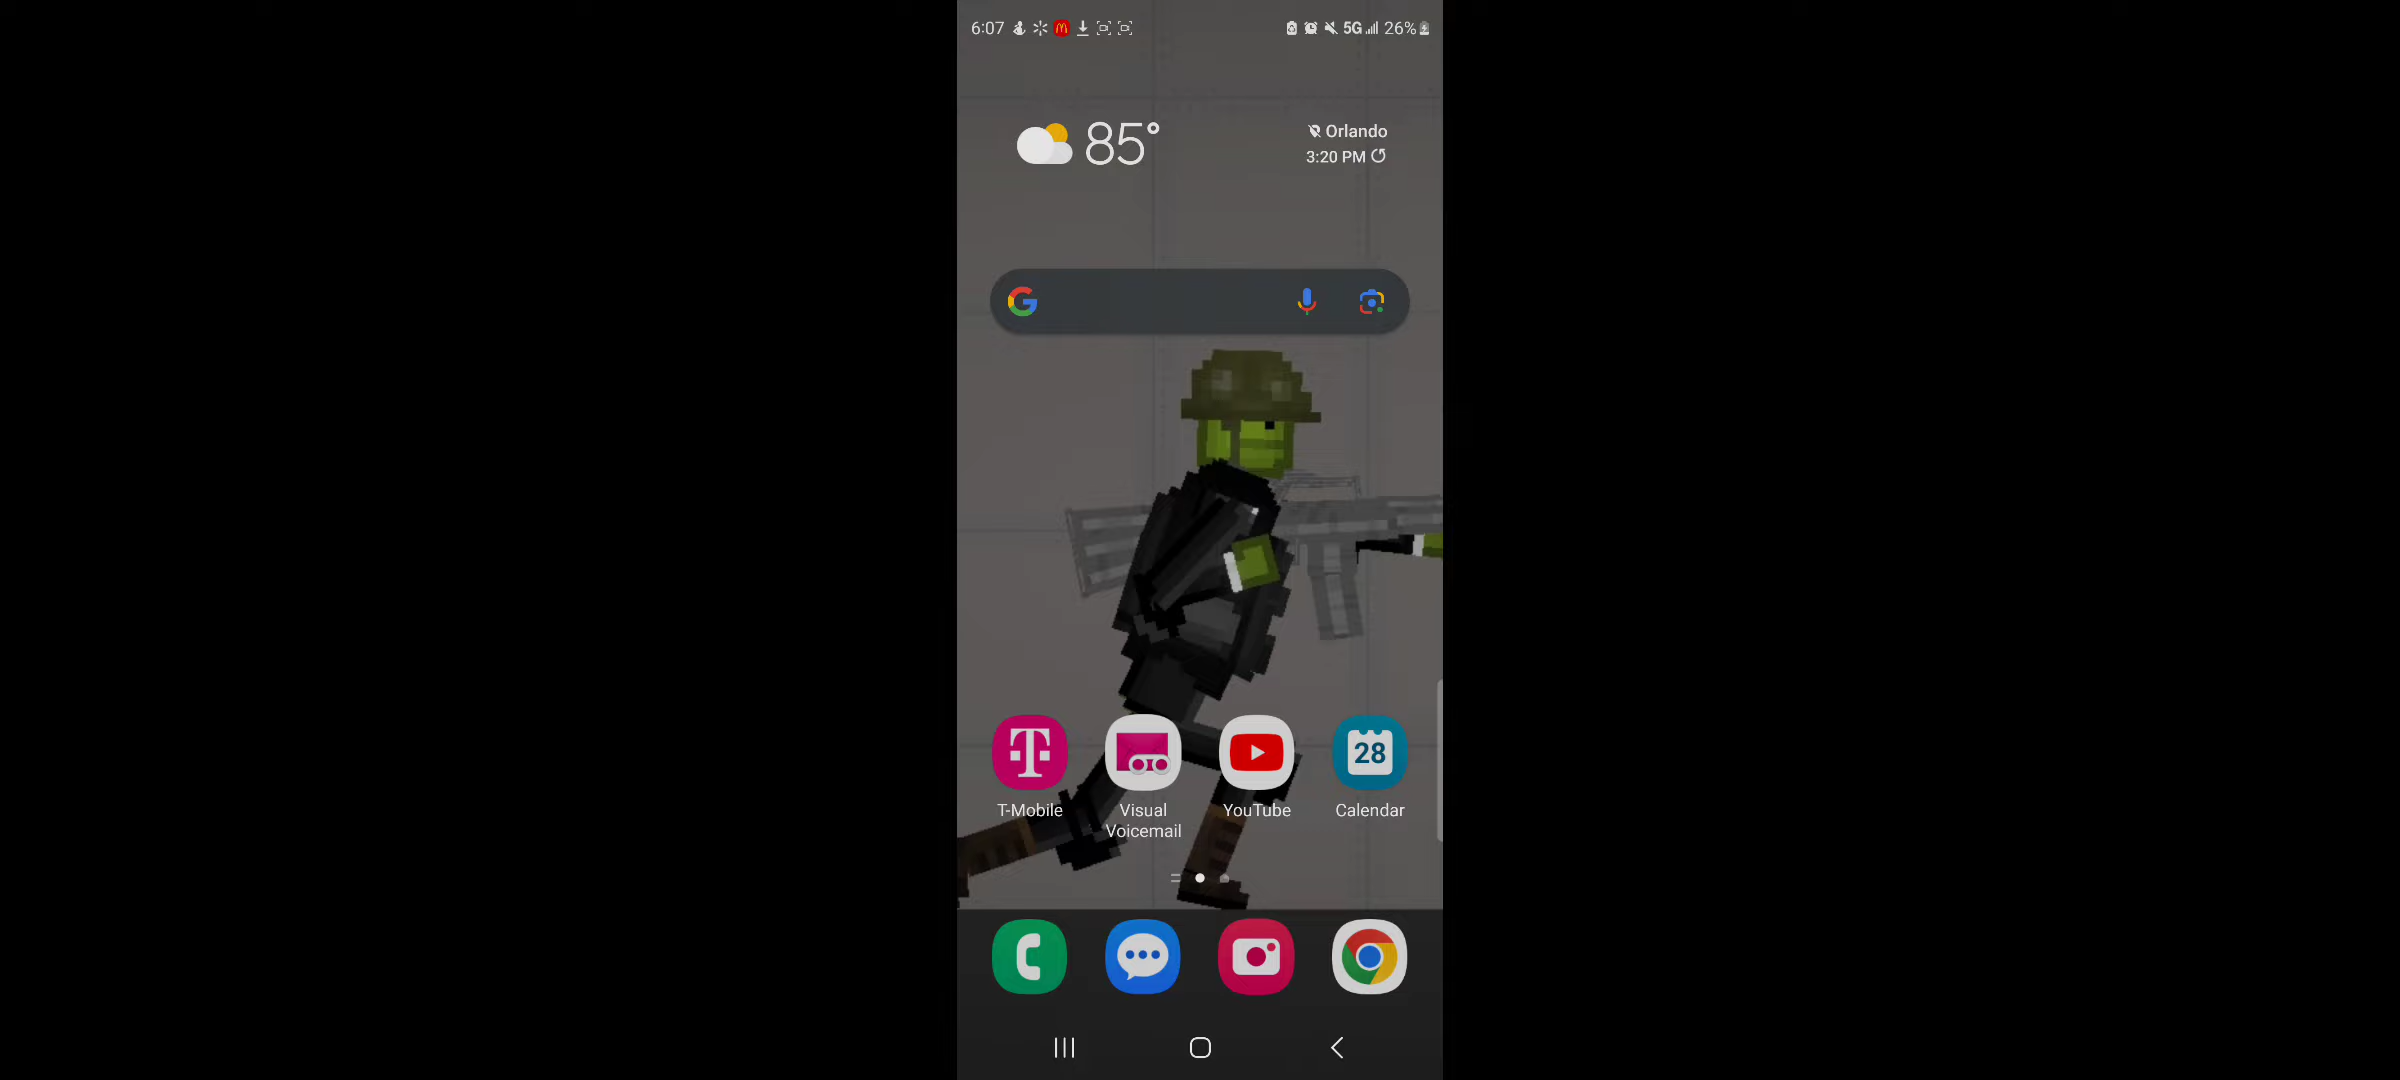 6:07 5G 26%
85°
Orlando
3:20 PM
28
T-Mobile Visual Voicemail YouTube Calendar